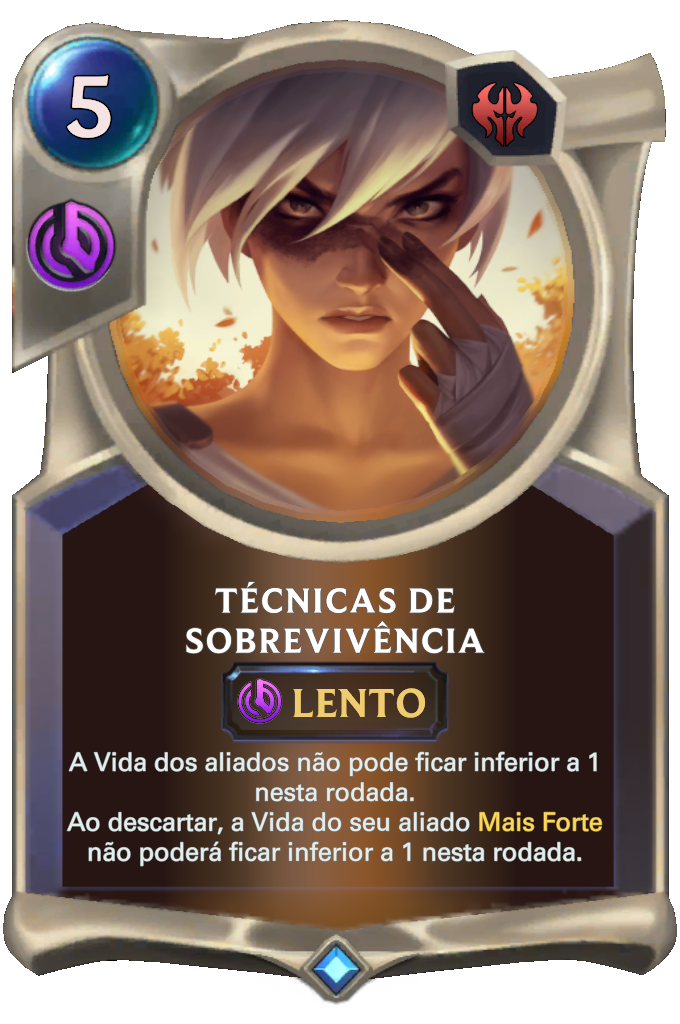 5
TÉCNICAS DE
SOBREVIVÊNCIA
LENTO
A Vida dos aliados não pode ficar inferior a 1
nesta rodada.
Ao descartar, a Vida do seu aliado Mais Forte
não poderá ficar inferior a 1 nesta rodada.